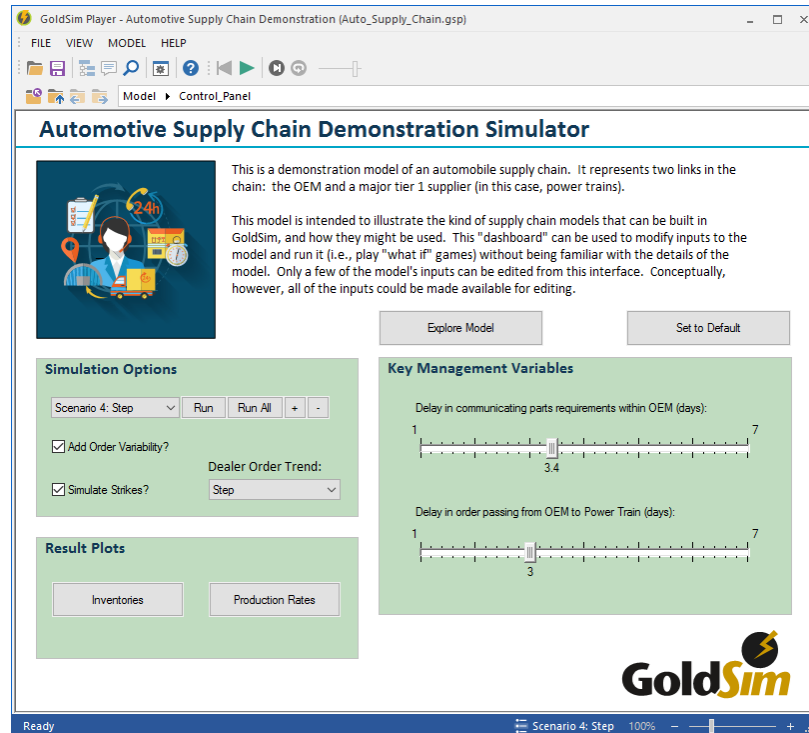 GoldSim Player - Automotive Supply Chain Demonstration (Auto_Supply_Chain.gsp)
FILE VIEW MODEL HELP
Model Control_Panel
Automotive Supply Chain Demonstration Simulator
24h
This is a demonstration model of an automobile supply chain. It represents two links in the
chain: the OEM and a major tier 1 supplier (in this case, power trains).
This model is intended to illustrate the kind of supply chain models that can be built in
GoldSim, and how they might be used. This "dashboard" can be used to modify inputs to the
model and run it (i.e., play "what if" games) without being familiar with the details of the
model. Only a few of the model's inputs can be edited from this interface. Conceptually,
however, all of the inputs could be made available for editing.
Explore Model
Set to Default
Simulation Options
Scenario 4: Step
Run
Run All
+
-
Add Order Variability?
Dealer Order Trend:
Simulate Strikes?
Step
Key Management Variables
Delay in communicating parts requirements within OEM (days):
1
7
3.4
Delay in order passing from OEM to Power Train (days):
1
7
3
Result Plots
Inventories
Production Rates
GoldSim
Ready
Scenario 4: Step
100%
-
+